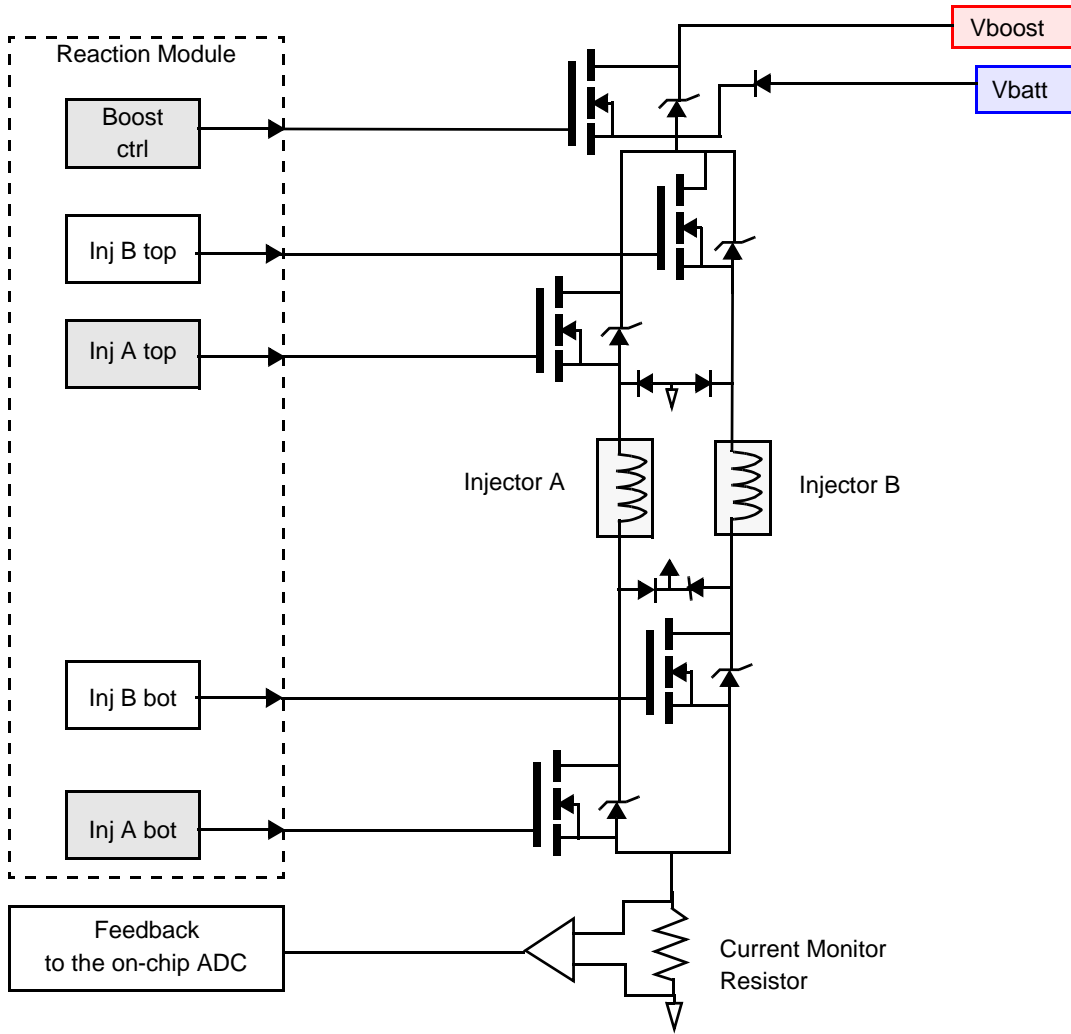 Vboost
Reaction Module
Vbatt
Boost
ctrl
Inj B top
Inj A top
Injector A
Injector B
Inj B bot
Inj A bot
Feedback
to the on-chip ADC
Current Monitor
Resistor